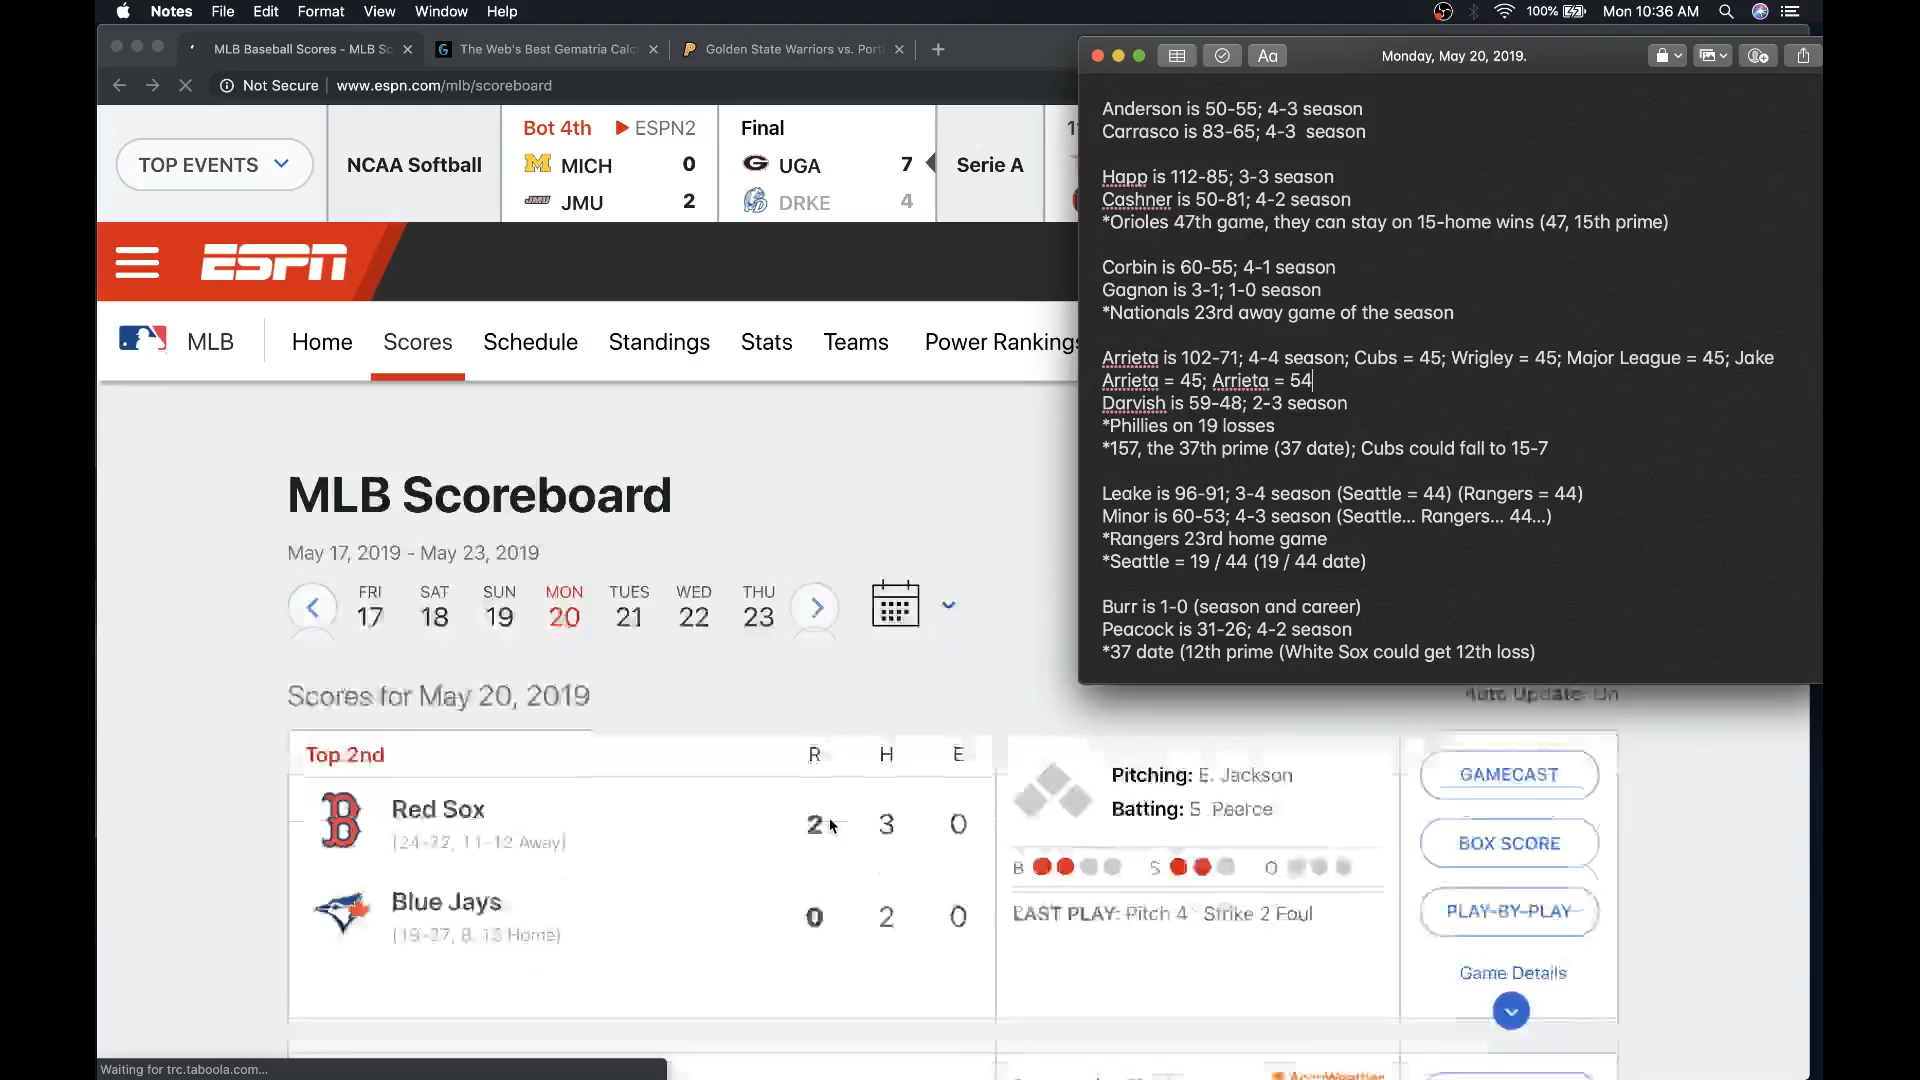 Notes File Edit Format View Window Help
100% Mon 10:36 AM
MLB Baseball Scores - MLB Sc
The Web's Best Gematria Calc
Golden State Warriors vs. Port
Not Secure www.espn.com/mlb/scoreboard
TOP EVENTS
NCAA Softball
Bot 4th ESPN2
MICH 0
JMU 2
Final
UGA 7
DRKE 4
Serie A
ESPN
MLB Home Scores Schedule Standings Stats Teams Power Rankings
MLB Scoreboard
May 17, 2019 - May 23, 2019
FRI SAT SUN MON TUES WED THU
17 18 19 20 21 22 23
Scores for May 20, 2019
Auto Update: On
Top 2nd R H E
Red Sox 2 3 0
Blue Jays 0 2 0
Pitching: E. Jackson
Batting: S Pearce
B S O
LAST PLAY: Pitch 4 Strike 2 Foul
GAMECAST
BOX SCORE
PLAY-BY-PLAY
Game Details
Waiting for trc.taboola.com...
Aa
Monday, May 20, 2019.
Anderson is 50-55; 4-3 season
Carrasco is 83-65; 4-3 season
Happ is 112-85; 3-3 season
Cashner is 50-81; 4-2 season
*Orioles 47th game, they can stay on 15-home wins (47, 15th prime)
Corbin is 60-55; 4-1 season
Gagnon is 3-1; 1-0 season
*Nationals 23rd away game of the season
Arrieta is 102-71; 4-4 season; Cubs = 45; Wrigley = 45; Major League = 45; Jake
Arrieta = 45; Arrieta = 54
Darvish is 59-48; 2-3 season
*Phillies on 19 losses
*157, the 37th prime (37 date); Cubs could fall to 15-7
Leake is 96-91; 3-4 season (Seattle = 44) (Rangers = 44)
Minor is 60-53; 4-3 season (Seattle... Rangers... 44...)
*Rangers 23rd home game
*Seattle = 19 / 44 (19 / 44 date)
Burr is 1-0 (season and career)
Peacock is 31-26; 4-2 season
*37 date (12th prime (White Sox could get 12th loss)